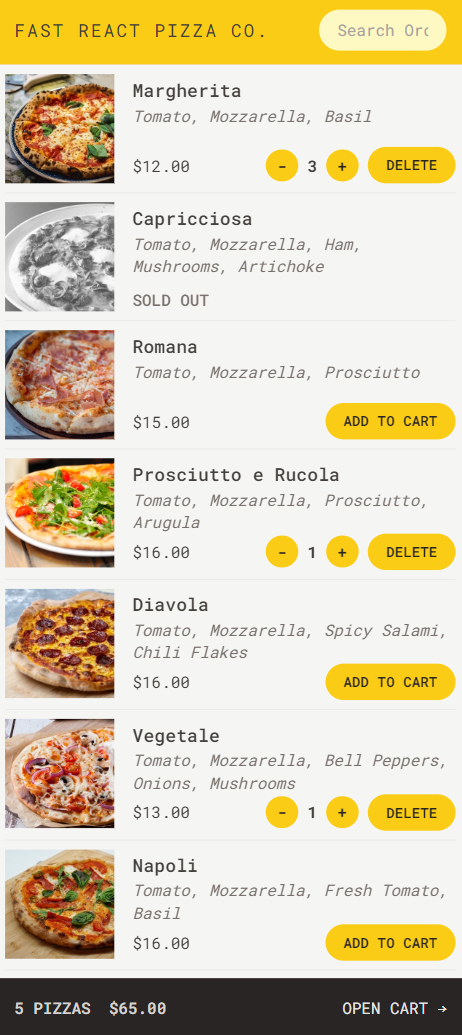 FAST REACT PIZZA CO.
Search Orc
Margherita
Tomato, Mozzarella, Basil
$12.00 - 3 + DELETE
Capricciosa
Tomato, Mozzarella, Ham,
Mushrooms, Artichoke
SOLD OUT
Romana
Tomato, Mozzarella, Prosciutto
$15.00 ADD TO CART
Prosciutto e Rucola
Tomato, Mozzarella, Prosciutto,
Arugula
$16.00 - 1 + DELETE
Diavola
Tomato, Mozzarella, Spicy Salami,
Chili Flakes
$16.00 ADD TO CART
Vegetale
Tomato, Mozzarella, Bell Peppers,
Onions, Mushrooms
$13.00 - 1 + DELETE
Napoli
Tomato, Mozzarella, Fresh Tomato,
Basil
$16.00 ADD TO CART
5 PIZZAS $65.00 OPEN CART →